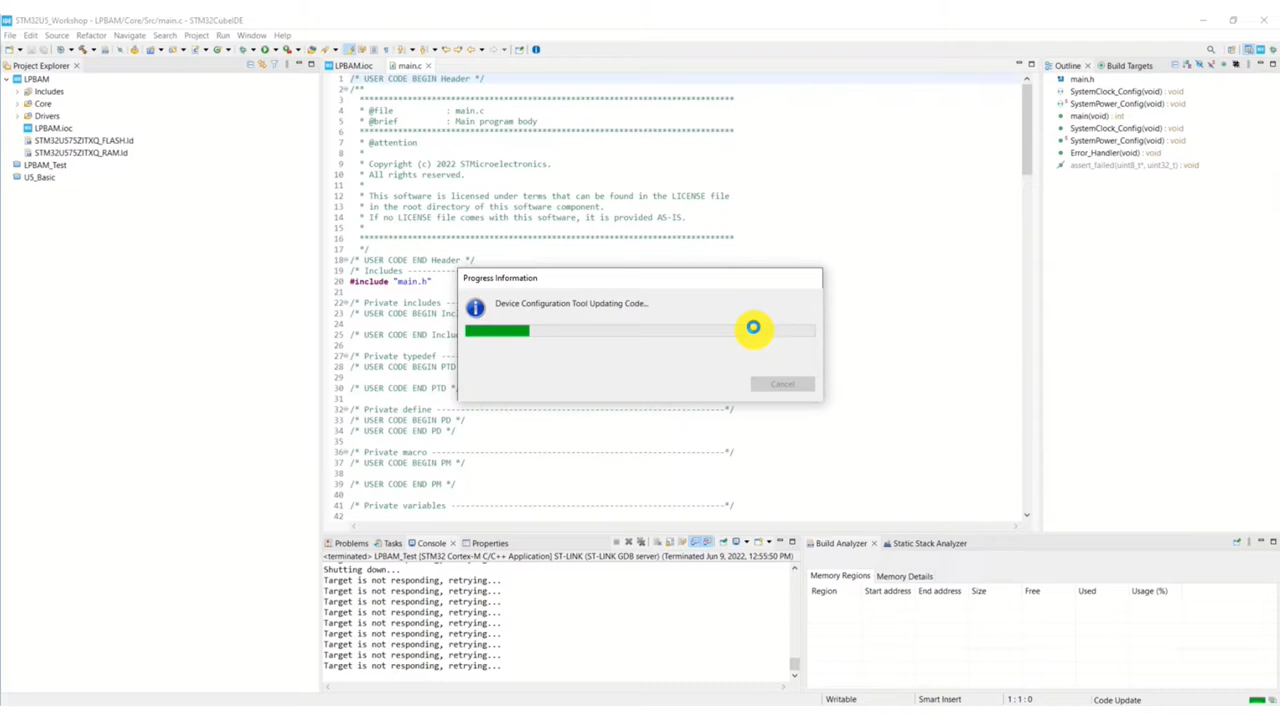 IDE STM32U5_Workshop - LPBAM/Core/Src/main.c - STM32CubeIDE
File Edit Source Refactor Navigate Search Project Run Window Help
Project Explorer
LPBAM
Includes
Core
Drivers
LPBAM.ioc
STM32U575ZITXQ_FLASH.ld
STM32U575ZITXQ_RAM.ld
LPBAM_Test
U5_Basic
LPBAM.ioc main.c
1 /* USER CODE BEGIN Header */
2 /**
3 ******************************************************************************
4 * @file : main.c
5 * @brief : Main program body
6 ******************************************************************************
7 * @attention
8 *
9 * Copyright (c) 2022 STMicroelectronics.
10 * All rights reserved.
11 *
12 * This software is licensed under terms that can be found in the LICENSE file
13 * in the root directory of this software component.
14 * If no LICENSE file comes with this software, it is provided AS-IS.
15 *
16 ******************************************************************************
17 */
18 /* USER CODE END Header */
19 /* Includes
20 #include "main.h"
21
22 /* Private includes
23 /* USER CODE BEGIN Inc
24
25 /* USER CODE END Inclu
26
27 /* Private typedef
28 /* USER CODE BEGIN PTD
29
30 /* USER CODE END PTD *
31
32 /* Private define ------------------------------------------------------------*/
33 /* USER CODE BEGIN PD */
34 /* USER CODE END PD */
35
36 /* Private macro -------------------------------------------------------------*/
37 /* USER CODE BEGIN PM */
38
39 /* USER CODE END PM */
40
41 /* Private variables ---------------------------------------------------------*/
42
Progress Information
Device Configuration Tool Updating Code...
Cancel
Outline Build Targets
main.h
SystemClock_Config(void) : void
SystemPower_Config(void) : void
main(void) : int
SystemClock_Config(void) : void
SystemPower_Config(void) : void
Error_Handler(void) : void
assert_failed(uint8_t*, uint32_t) : void
Problems Tasks Console Properties
<terminated> LPBAM_Test [STM32 Cortex-M C/C++ Application] ST-LINK (ST-LINK GDB server) (Terminated Jun 9, 2022, 12:55:50 PM)
Shutting down...
Target is not responding, retrying...
Target is not responding, retrying...
Target is not responding, retrying...
Target is not responding, retrying...
Target is not responding, retrying...
Target is not responding, retrying...
Target is not responding, retrying...
Target is not responding, retrying...
Target is not responding, retrying...
Build Analyzer Static Stack Analyzer
Memory Regions Memory Details
Region Start address End address Size Free Used Usage (%)
Writable Smart Insert 1 : 1 : 0 Code Update